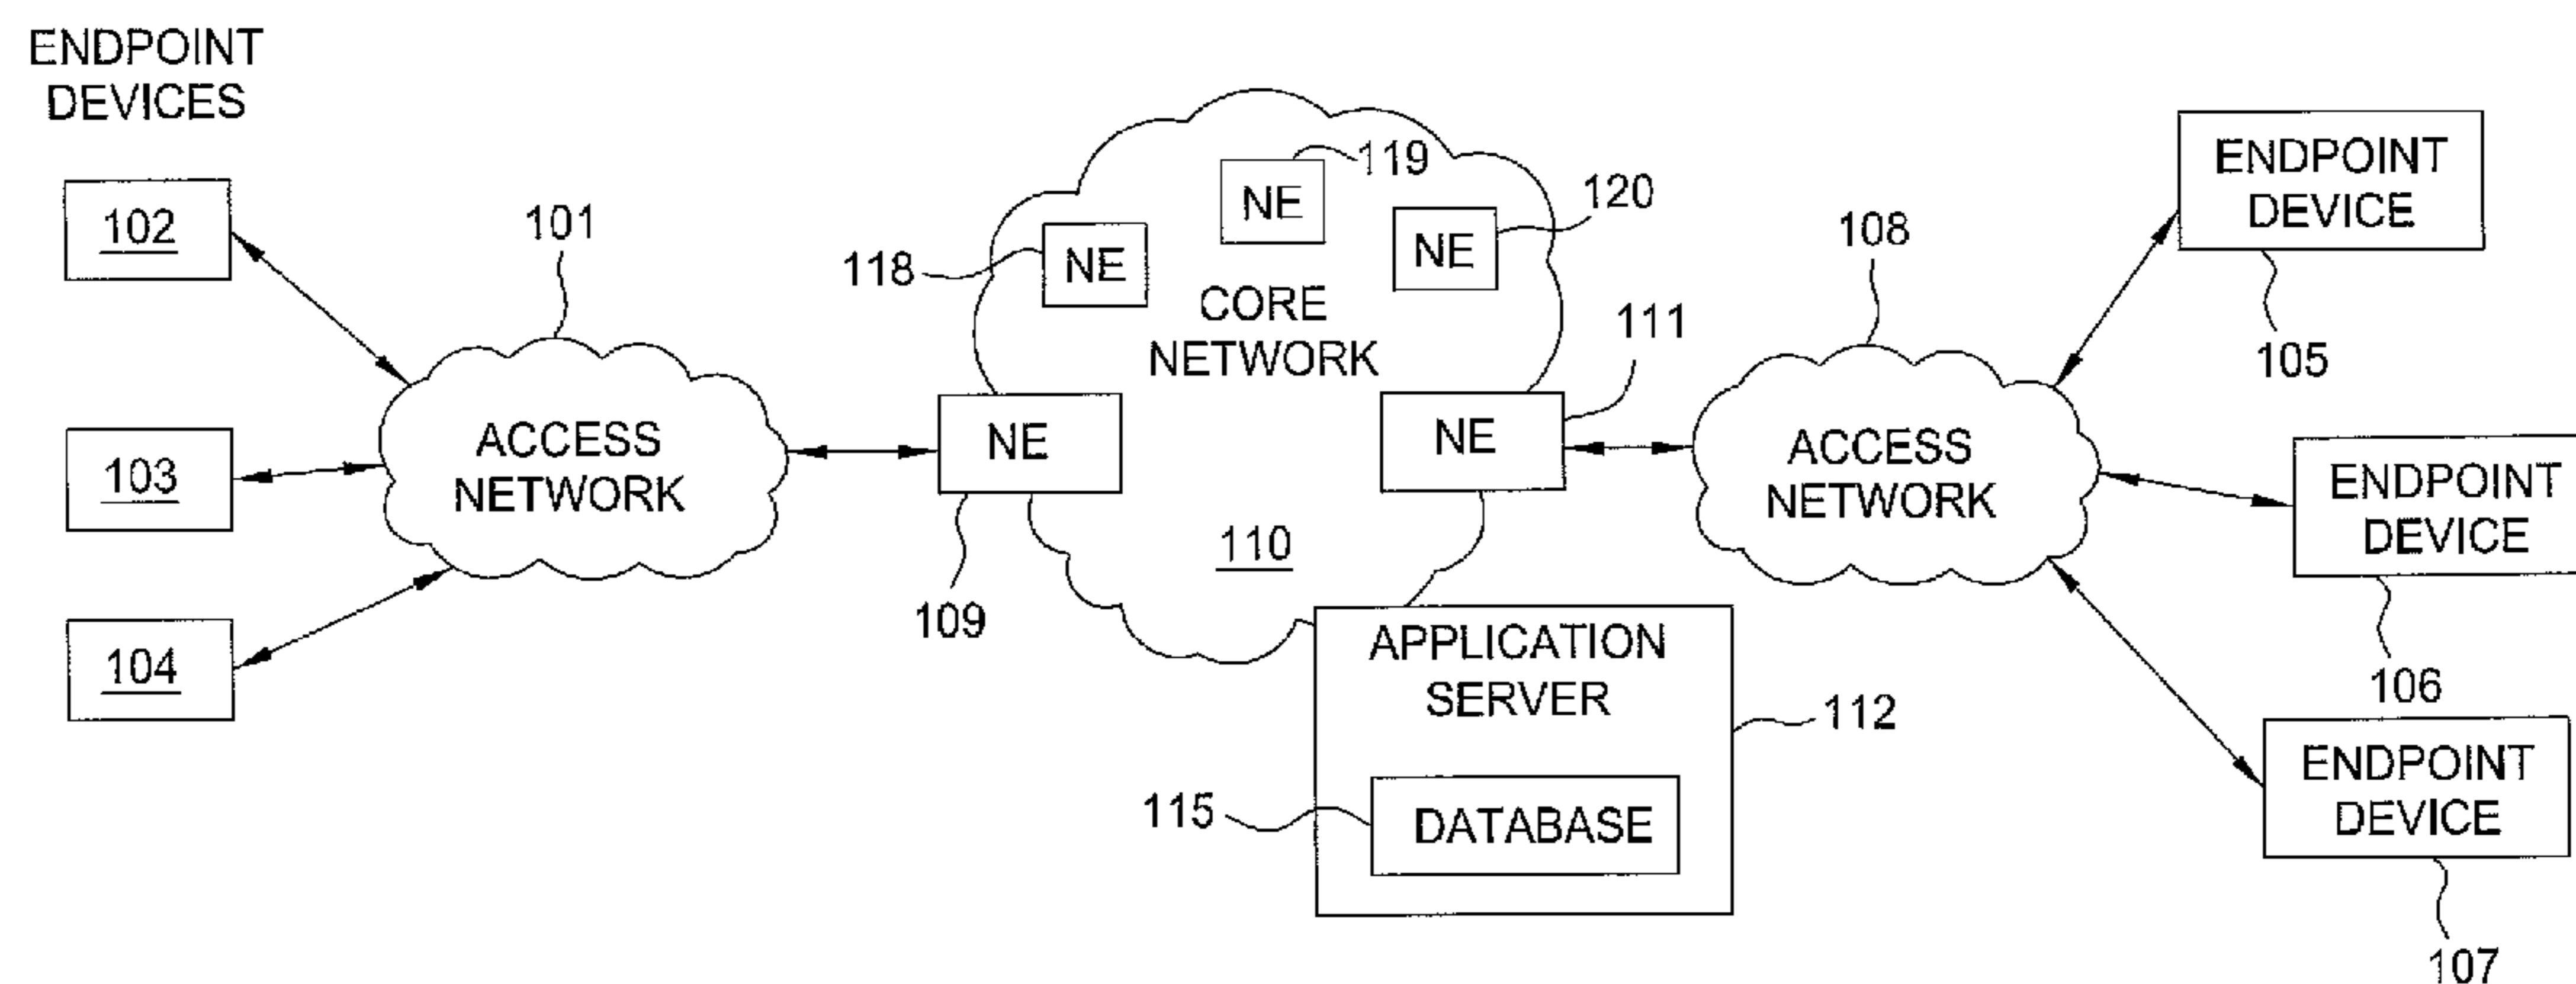 ENDPOINT
DEVICES
102
103
104
101
ACCESS
NETWORK
118
NE
119
NE
120
NE
CORE
NETWORK
NE
109
110
NE
111
APPLICATION
SERVER
112
115
DATABASE
108
ACCESS
NETWORK
ENDPOINT
DEVICE
105
ENDPOINT
DEVICE
106
ENDPOINT
DEVICE
107